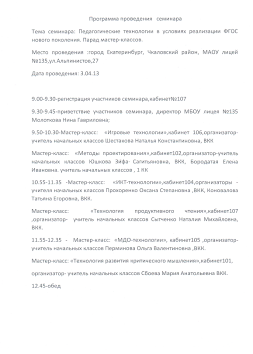 Программа проведения семинара
Тема семинара: Педагогические технологии в условиях реализации ФГОС
нового поколения. Парад мастер-классов.
Место проведения :город Екатеринбург, Чкаловский район, МАОУ лицей
№135,ул.Альпинистов,27
Дата проведения: 3.04.13
9.00-9.30-регистрация участников семинара,кабинет№107
9.30-9.45-приветствие участников семинара, директор МБОУ лицея №135
Молоткова Нина Гавриловна;
9.50-10.30-Мастер-класс: «Игровые технологии»,кабинет 106,организатор-
учитель начальных классов Шестакова Наталья Константиновна, ВКК
Мастер-класс: «Методы проектирования»,кабинет102,организатор-учитель
начальных классов Юшкова Зифа Сагитьяновна, ВКК, Бородатая Елена
Ивановна учитель начальных классов , 1 КК
10.55-11.35 -Мастер-класс: «ИКТ-технологии»,кабинет104,организаторы -
учителя начальных классов Прохоренко Оксана Степановна ,ВКК, Коновалова
Татьяна Егоровна, ВКК.
Мастер-класс: «Технология продуктивного чтения»,кабинет107
,организатор- учитель начальных классов Сытченко Наталия Михайловна,
ВКК.
11.55-12.35 - Мастер-класс: «МДО-технологии»,кабинет105 ,организатор-
учитель начальных классов Перминова Ольга Валентиновна ,ВКК.
Мастер-класс: «Технология развития критического мышления»,кабинет101,
организатор- учитель начальных классов Сбоева Мария Анатольевна ВКК.
12.45-обед